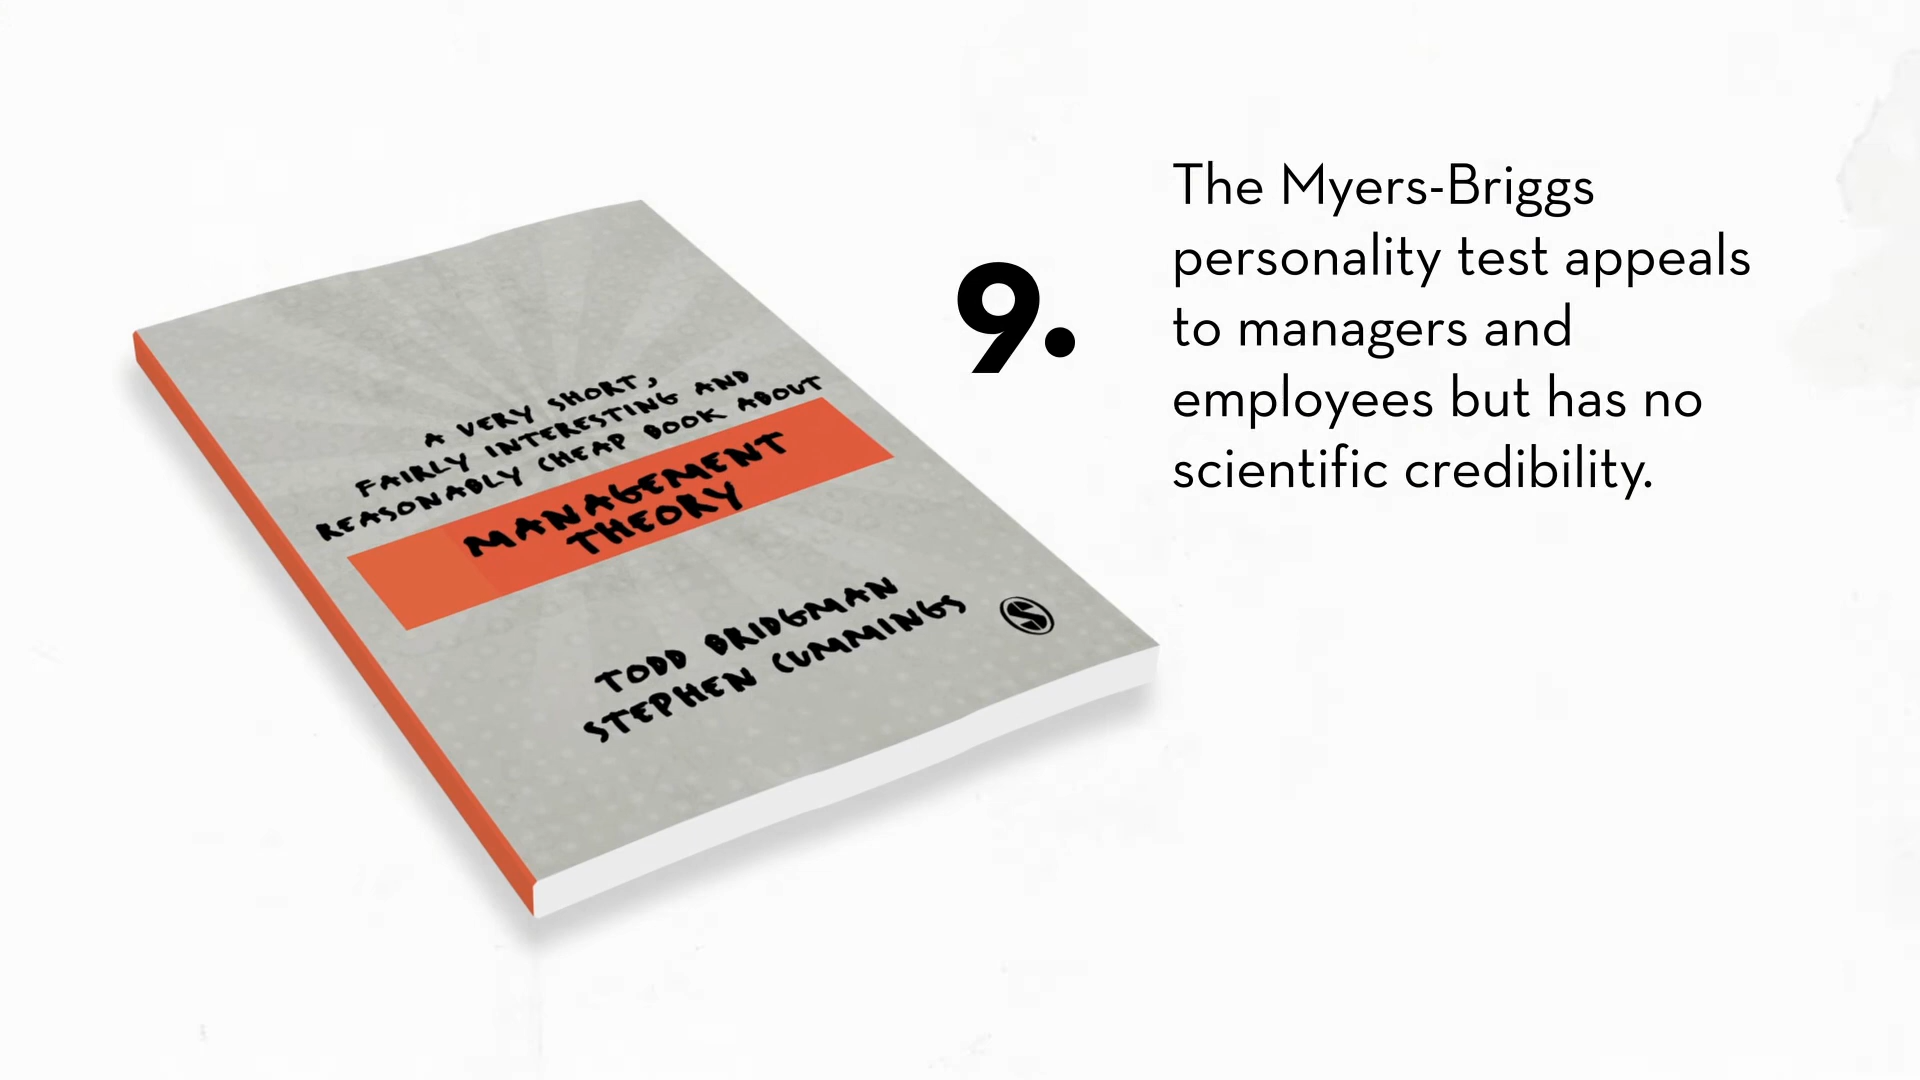 A VERY SHORT,
FAIRLY INTERESTING AND
REASONABLY CHEAP BOOK ABOUT
MANAGEMENT
THEORY
TODD BRIDGMAN
STEPHEN CUMMINGS
S
9.
The Myers-Briggs
personality test appeals
to managers and
employees but has no
scientific credibility.